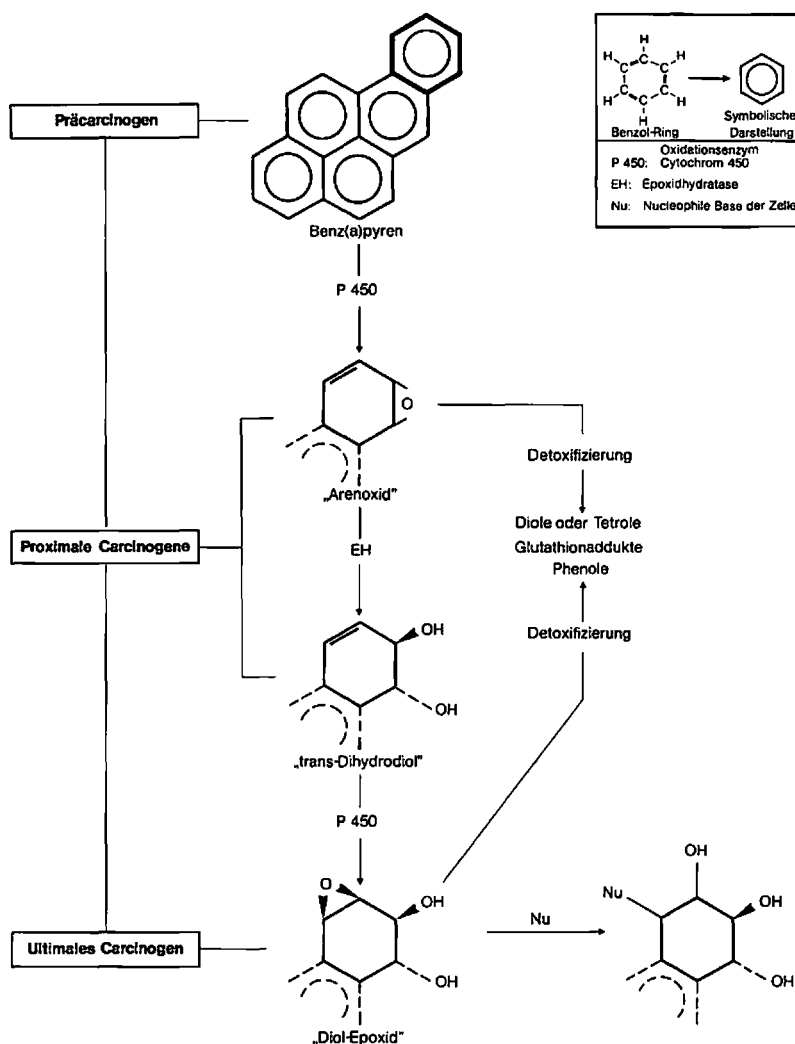 Präcarcinogen
Benz(a)pyren
P 450
O
„Arenoxid"
Detoxifizierung
Diole oder Tetrole
Glutathionaddukte
Phenole
Detoxifizierung
Proximale Carcinogene
EH
OH
OH
„trans-Dihydrodiol"
P 450
O
OH
OH
„Diol-Epoxid"
Ultimales Carcinogen
Nu
OH
Nu
OH
OH
H
H C H
C C
C C
H C H
H
Benzol-Ring
Symbolische
Darstellung
Oxidationsenzym
P 450: Cytochrom 450
EH: Epoxidhydratase
Nu: Nucleophile Base der Zelle